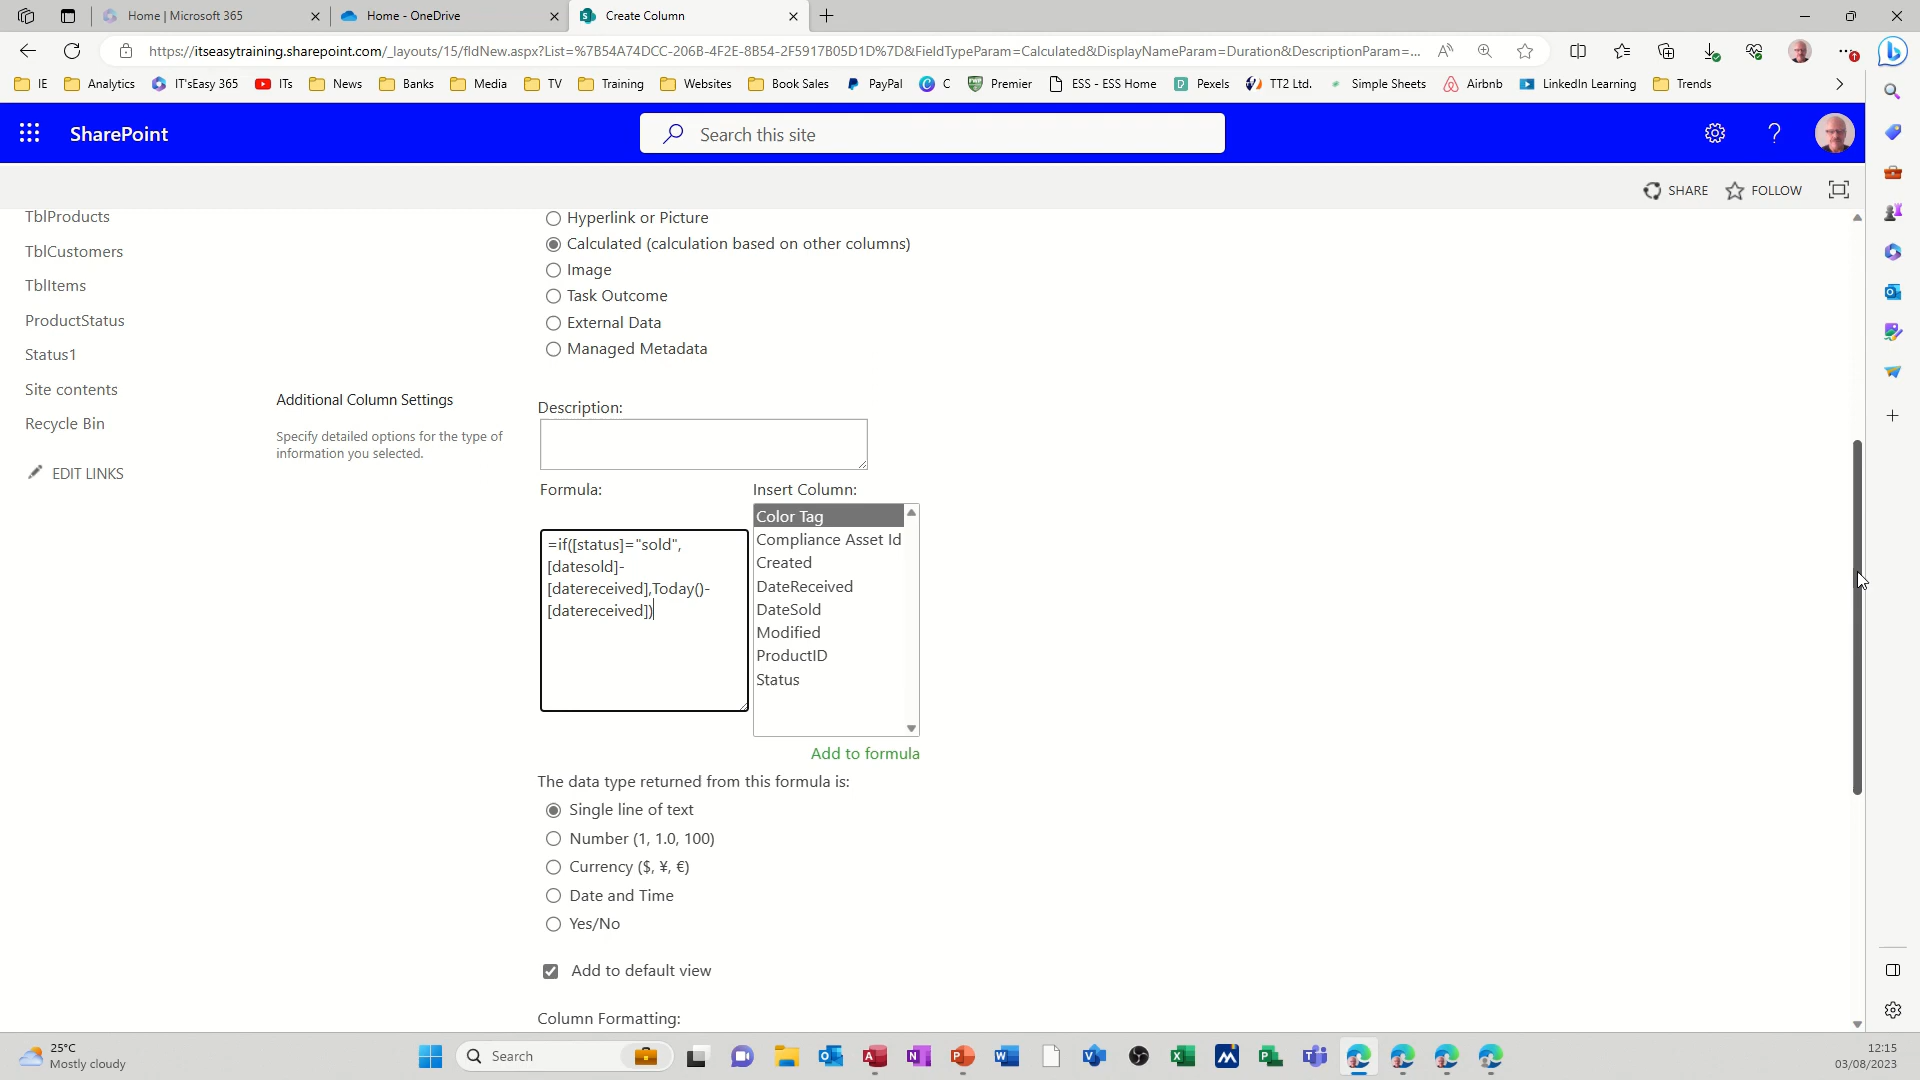 Home | Microsoft 365
Home - OneDrive
Create Column
https://itseasytraining.sharepoint.com/_layouts/15/fldNew.aspx?List=%7B54A74DCC-206B-4F2E-8B54-2F5917B05D1D%7D&FieldTypeParam=Calculated&DisplayNameParam=Duration&DescriptionParam=...
IE Analytics IT'sEasy 365 ITs News Banks Media TV Training Websites Book Sales PayPal C Premier ESS - ESS Home Pexels TT2 Ltd. Simple Sheets Airbnb LinkedIn Learning Trends
SharePoint
Search this site
SHARE FOLLOW
TblProducts
TblCustomers
TblItems
ProductStatus
Status1
Site contents
Recycle Bin
EDIT LINKS
Hyperlink or Picture
Calculated (calculation based on other columns)
Image
Task Outcome
External Data
Managed Metadata
Additional Column Settings
Specify detailed options for the type of
information you selected.
Description:
Formula:
=if([status]="sold",
[datesold]-
[datereceived],Today()-
[datereceived])
Insert Column:
Color Tag
Compliance Asset Id
Created
DateReceived
DateSold
Modified
ProductID
Status
Add to formula
The data type returned from this formula is:
Single line of text
Number (1, 1.0, 100)
Currency ($, ¥, €)
Date and Time
Yes/No
Add to default view
Column Formatting:
25°C
Mostly cloudy
Search
12:15
03/08/2023